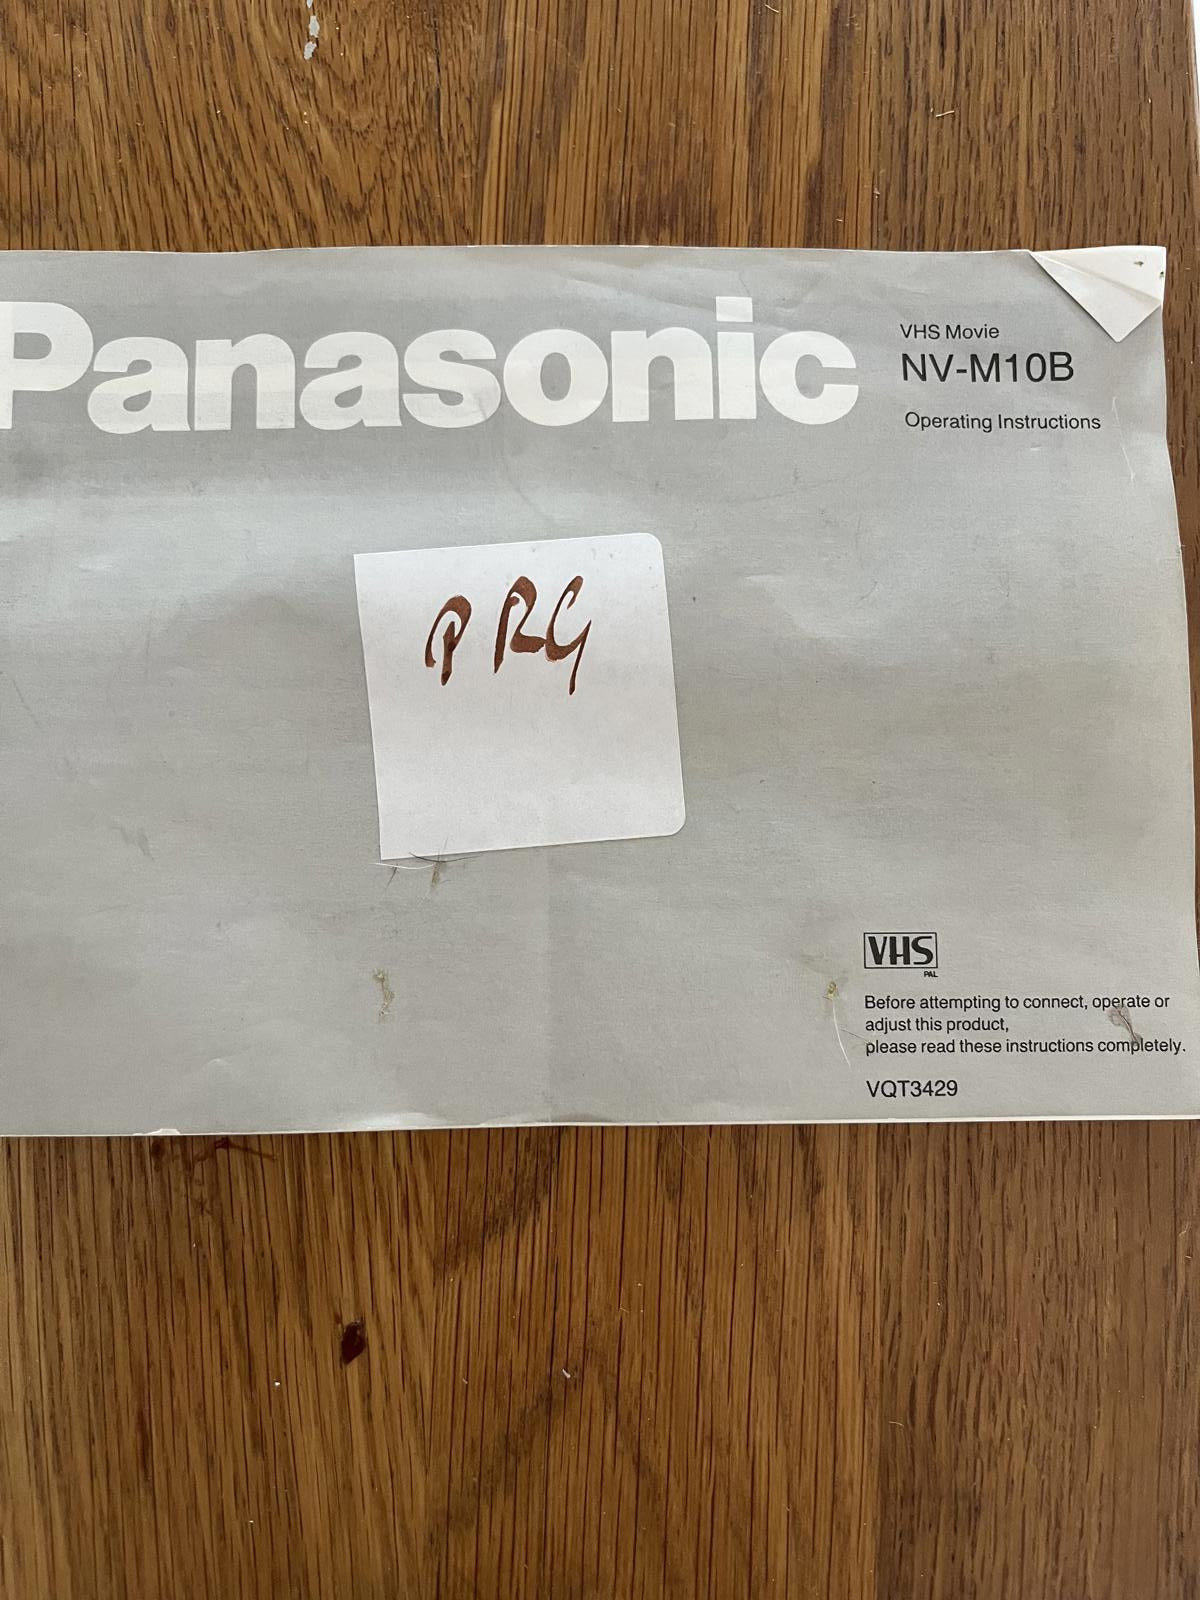 Panasonic
VHS Movie
NV-M10B
Operating Instructions
PRG
VHS
PAL
Before attempting to connect, operate or
adjust this product,
please read these instructions completely.
VQT3429